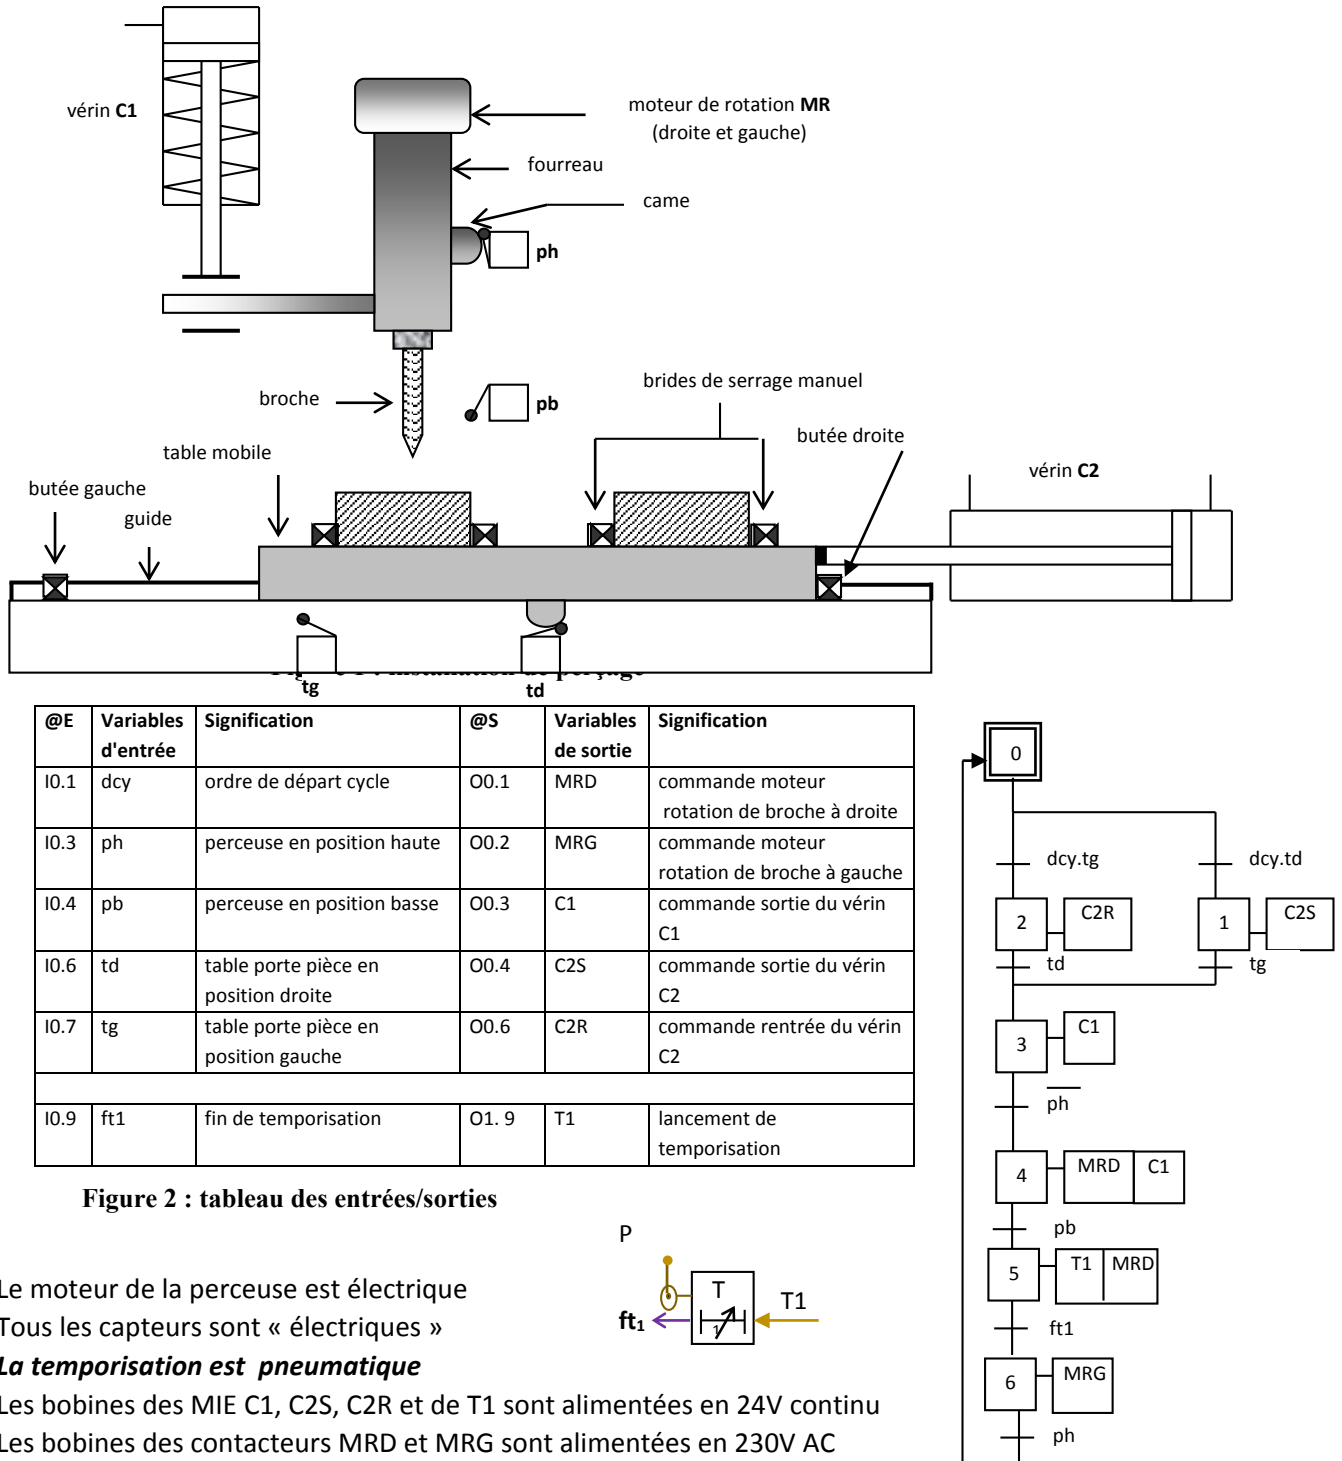 vérin C1
moteur de rotation MR
(droite et gauche)
fourreau
came
ph
brides de serrage manuel
broche
pb
butée droite
table mobile
vérin C2
butée gauche
guide
tg
td
@E Variables d'entrée Signification @S Variables de sortie Signification
I0.1 dcy ordre de départ cycle O0.1 MRD commande moteur
rotation de broche à droite
I0.3 ph perceuse en position haute O0.2 MRG commande moteur
rotation de broche à gauche
I0.4 pb perceuse en position basse O0.3 C1 commande sortie du vérin
C1
I0.6 td table porte pièce en
position droite
O0.4 C2S commande sortie du vérin
C2
I0.7 tg table porte pièce en
position gauche
O0.6 C2R commande rentrée du vérin
C2
I0.9 ft1 fin de temporisation O1. 9 T1 lancement de
temporisation
Figure 2 : tableau des entrées/sorties
0
dcy.tg
dcy.td
2 C2R
1 C2S
td
tg
3 C1
ph
4 MRD C1
pb
5 T1 MRD
ft1
6 MRG
ph
P
T
T1
ft1
1
Le moteur de la perceuse est électrique
Tous les capteurs sont « électriques »
La temporisation est pneumatique
Les bobines des MIE C1, C2S, C2R et de T1 sont alimentées en 24V continu
Les bobines des contacteurs MRD et MRG sont alimentées en 230V AC